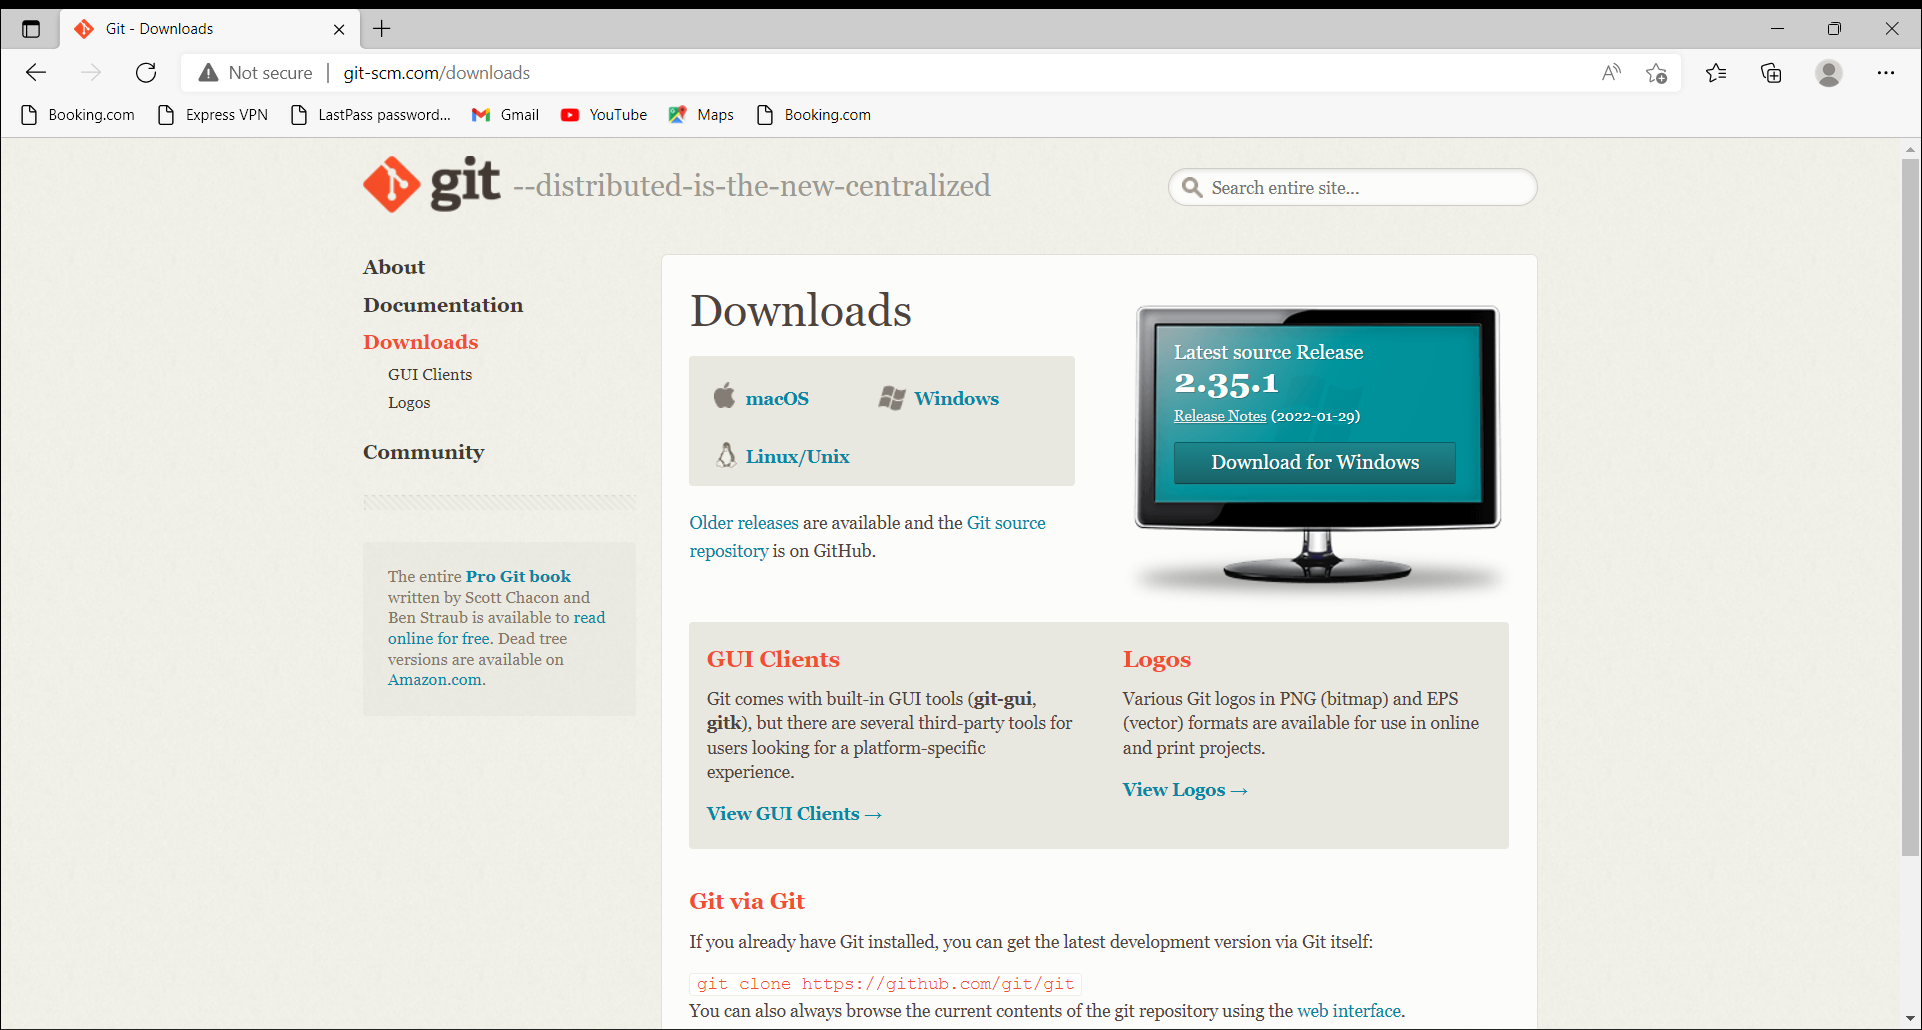 Git - Downloads
Not secure | git-scm.com/downloads
Booking.com Express VPN LastPass password... Gmail YouTube Maps Booking.com
git --distributed-is-the-new-centralized
Search entire site...
About
Documentation
Downloads
GUI Clients
Logos
Community
The entire Pro Git book
written by Scott Chacon and
Ben Straub is available to read
online for free. Dead tree
versions are available on
Amazon.com.
Downloads
macOS Windows
Linux/Unix
Older releases are available and the Git source
repository is on GitHub.
Latest source Release
2.35.1
Release Notes (2022-01-29)
Download for Windows
GUI Clients
Git comes with built-in GUI tools (git-gui,
gitk), but there are several third-party tools for
users looking for a platform-specific
experience.
View GUI Clients →
Logos
Various Git logos in PNG (bitmap) and EPS
(vector) formats are available for use in online
and print projects.
View Logos →
Git via Git
If you already have Git installed, you can get the latest development version via Git itself:
git clone https://github.com/git/git
You can also always browse the current contents of the git repository using the web interface.